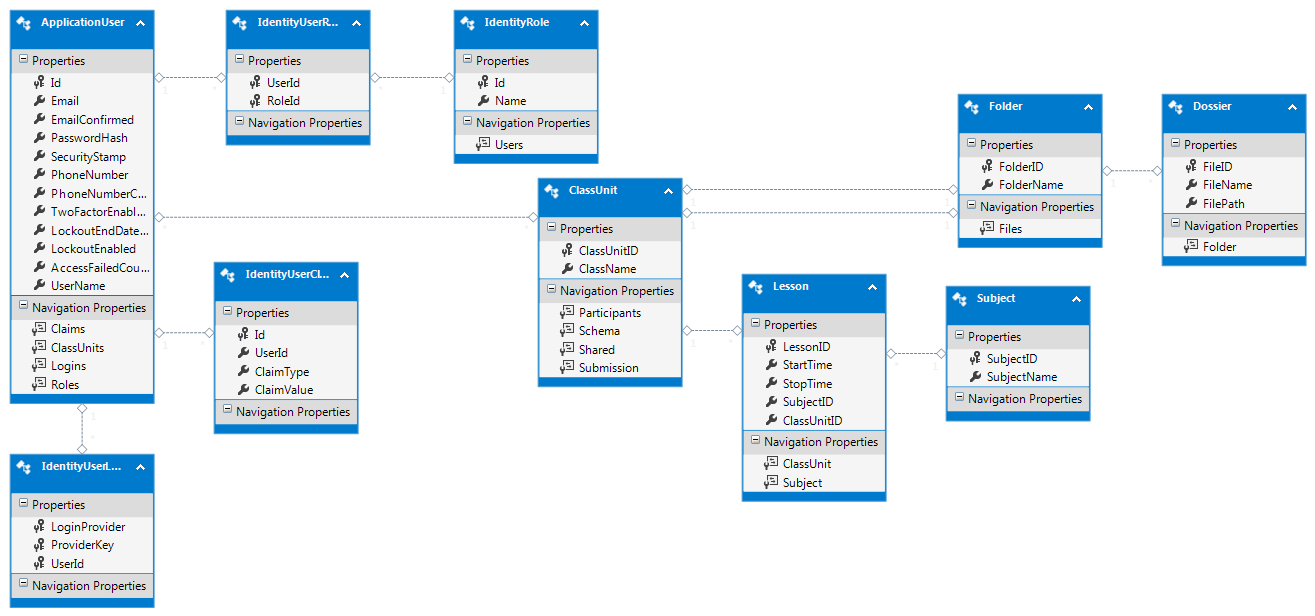 ApplicationUser
Properties
Id
Email
EmailConfirmed
PasswordHash
SecurityStamp
PhoneNumber
PhoneNumberC...
TwoFactorEnabl...
LockoutEndDate...
LockoutEnabled
AccessFailedCou...
UserName
Navigation Properties
Claims
ClassUnits
Logins
Roles
IdentityUserR...
Properties
UserId
RoleId
Navigation Properties
IdentityRole
Properties
Id
Name
Navigation Properties
Users
IdentityUserCl...
Properties
Id
UserId
ClaimType
ClaimValue
Navigation Properties
IdentityUserL...
Properties
LoginProvider
ProviderKey
UserId
Navigation Properties
ClassUnit
Properties
ClassUnitID
ClassName
Navigation Properties
Participants
Schema
Shared
Submission
Lesson
Properties
LessonID
StartTime
StopTime
SubjectID
ClassUnitID
Navigation Properties
ClassUnit
Subject
Subject
Properties
SubjectID
SubjectName
Navigation Properties
Folder
Properties
FolderID
FolderName
Navigation Properties
Files
Dossier
Properties
FileID
FileName
FilePath
Navigation Properties
Folder